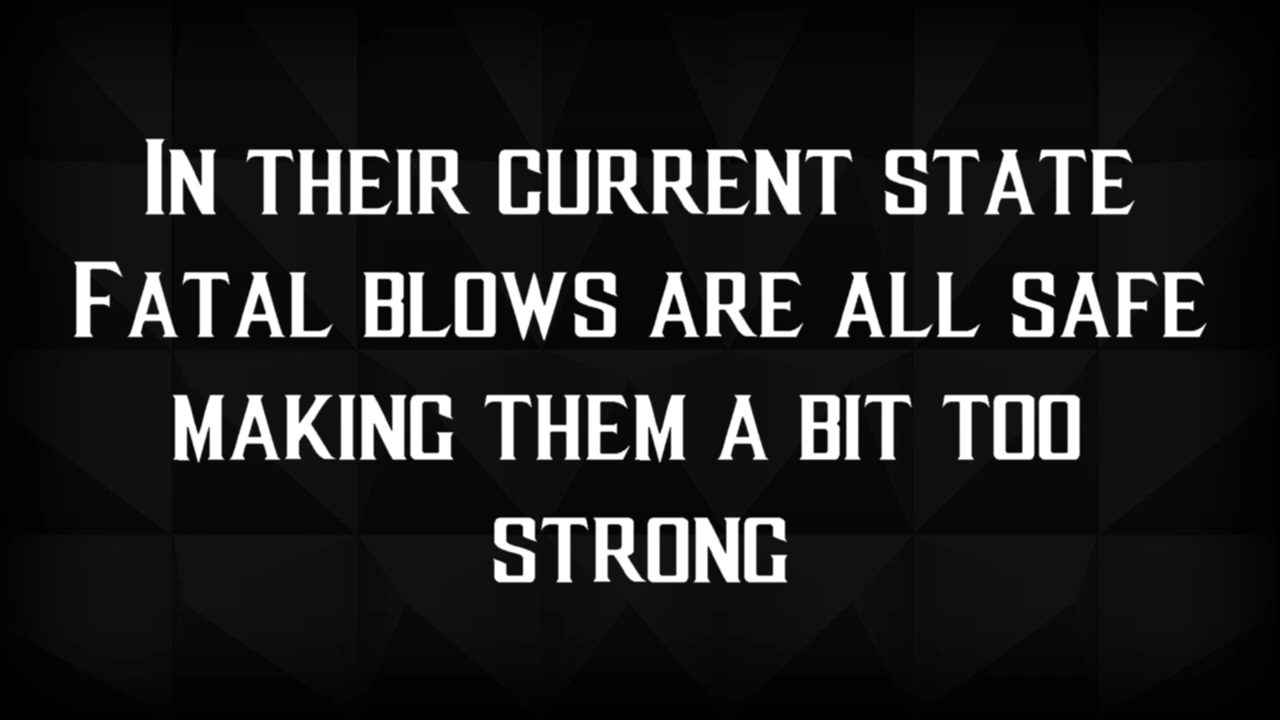 In their current state
Fatal blows are all safe
making them a bit too
strong